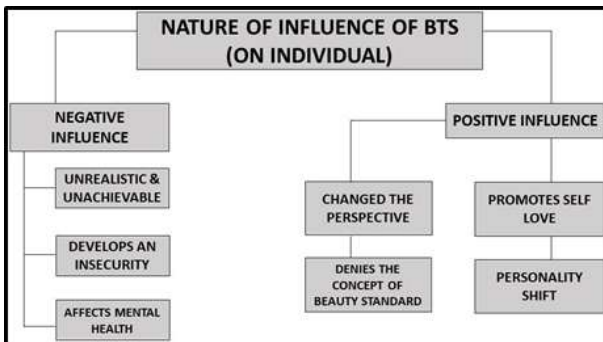 NATURE OF INFLUENCE OF BTS
(ON INDIVIDUAL)
NEGATIVE
INFLUENCE
UNREALISTIC &
UNACHIEVABLE
DEVELOPS AN
INSECURITY
AFFECTS MENTAL
HEALTH
POSITIVE INFLUENCE
CHANGED THE
PERSPECTIVE
DENIES THE
CONCEPT OF
BEAUTY STANDARD
PROMOTES SELF
LOVE
PERSONALITY
SHIFT